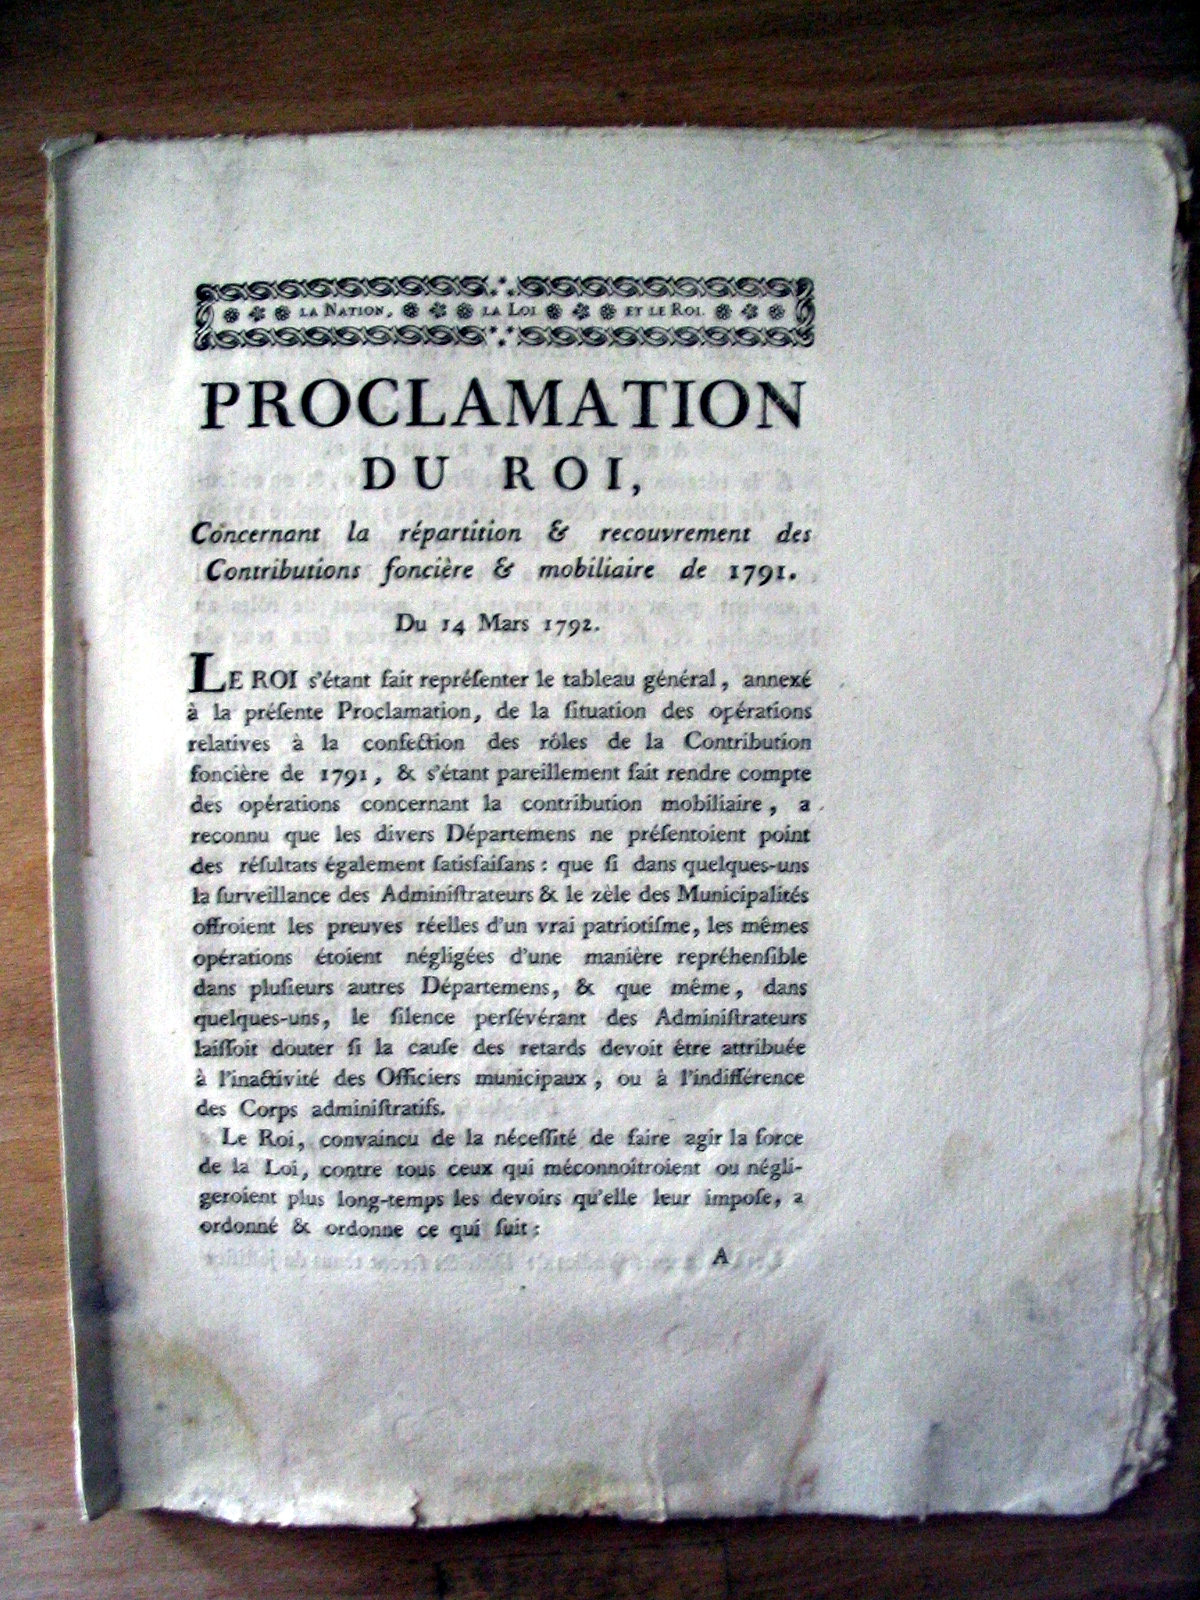 LA NATION, LA LOI ET LE ROI.
PROCLAMATION
DU ROI,
Concernant la répartition & recouvrement des
Contributions foncière & mobiliaire de 1791.
Du 14 Mars 1792.
LE ROI s'étant fait repréſenter le tableau général, annexé
à la préſente Proclamation, de la ſituation des opérations
relatives à la confection des rôles de la Contribution
foncière de 1791, & s'étant pareillement fait rendre compte
des opérations concernant la contribution mobiliaire, a
reconnu que les divers Départemens ne préſentoient point
des réſultats également ſatisfaiſans : que ſi dans quelques-uns
la ſurveillance des Adminiſtrateurs & le zèle des Municipalités
offroient les preuves réelles d'un vrai patriotiſme, les mêmes
opérations étoient négligées d'une manière repréhenſible
dans pluſieurs autres Départemens, & que même, dans
quelques-uns, le ſilence perſévérant des Adminiſtrateurs
laiſſoit douter ſi la cauſe des retards devoit être attribuée
à l'inactivité des Officiers municipaux, ou à l'indifférence
des Corps adminiſtratifs.
Le Roi, convaincu de la néceſſité de faire agir la force
de la Loi, contre tous ceux qui méconnoîtroient ou négli-
geroient plus long-temps les devoirs qu'elle leur impoſe, a
ordonné & ordonne ce qui ſuit :
A